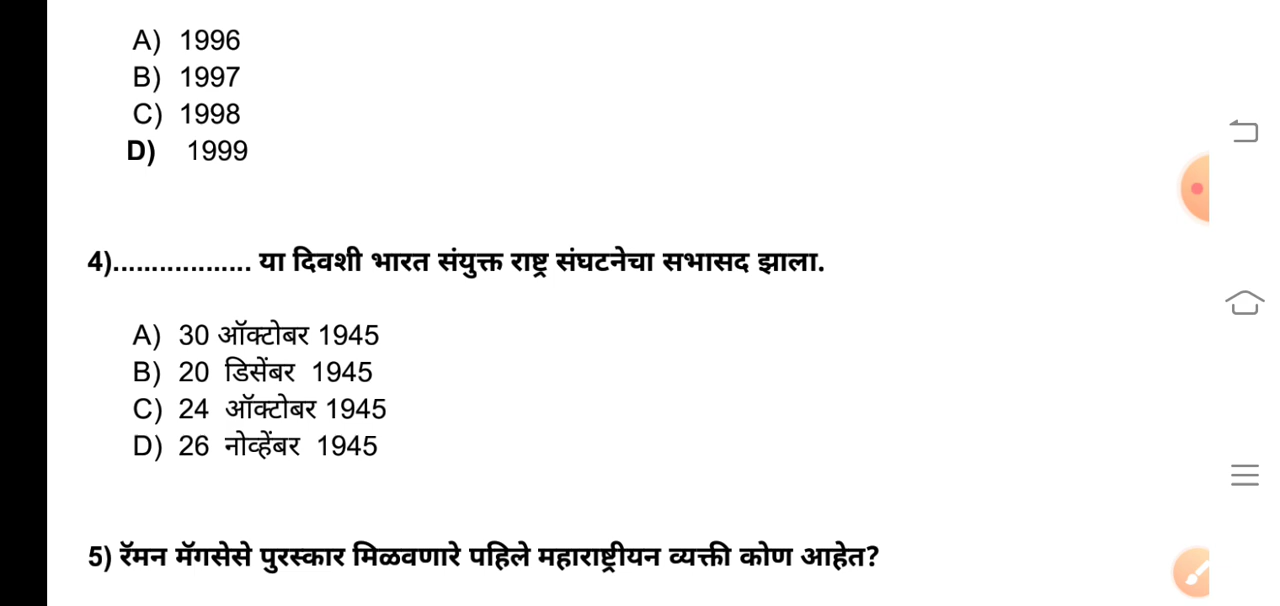 A) 1996
B) 1997
C) 1998
D) 1999
4).................. या दिवशी भारत संयुक्त राष्ट्र संघटनेचा सभासद झाला.
A) 30 ऑक्टोबर 1945
B) 20 डिसेंबर 1945
C) 24 ऑक्टोबर 1945
D) 26 नोव्हेंबर 1945
5) रॅमन मॅगसेसे पुरस्कार मिळवणारे पहिले महाराष्ट्रीयन व्यक्ती कोण आहेत?